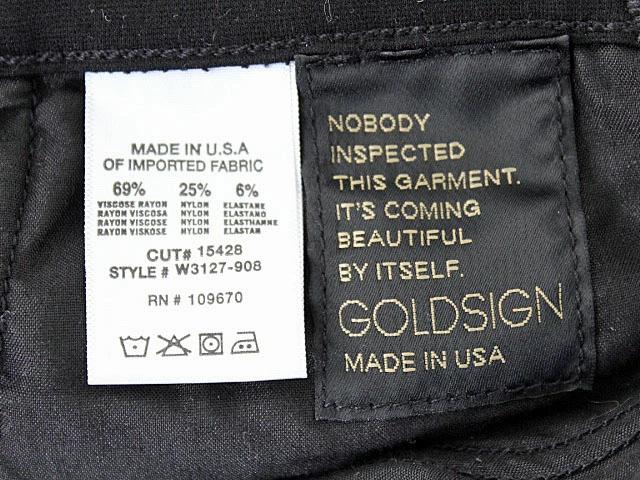 MADE IN U.S.A
OF IMPORTED FABRIC
69% 25% 6%
VISCOSE RAYON NYLON ELASTANE
RAYON VISCOSA NYLON ELASTANO
RAYON VISCOSE NYLON ELASTHANNE
RAYON VISKOSE NYLON ELASTAN
CUT# 15428
STYLE # W3127-908
RN # 109670
NOBODY
INSPECTED
THIS GARMENT.
IT'S COMING
BEAUTIFUL
BY ITSELF.
GOLDSIGN
MADE IN USA